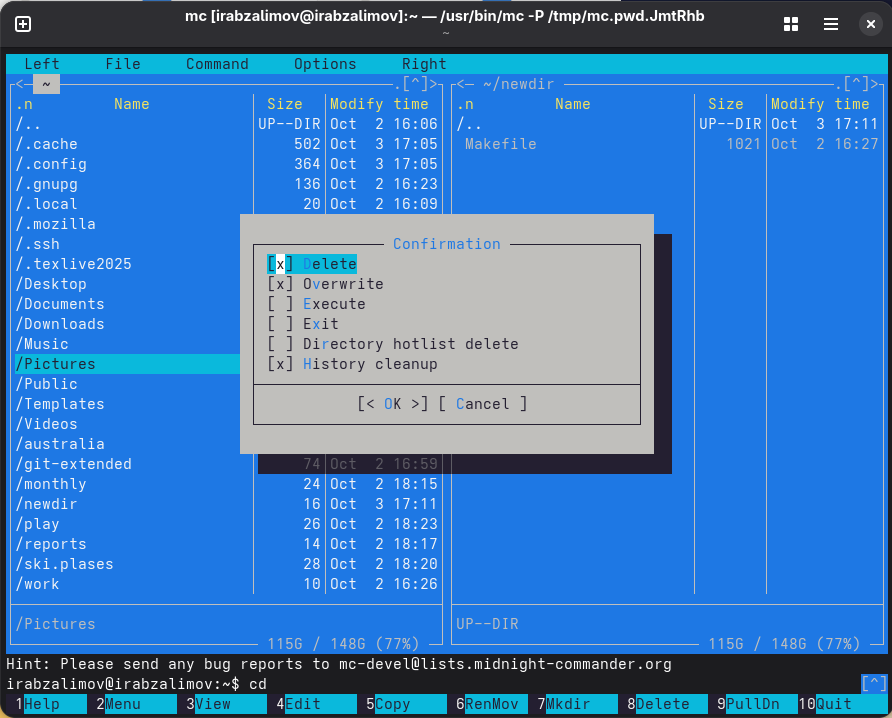 mc [irabzalimov@irabzalimov]:~ — /usr/bin/mc -P /tmp/mc.pwd.JmtRhb
~
Left File Command Options Right
<─ ~ .[^]> <─ ~/newdir .[^]>
.n Name Size Modify time .n Name Size Modify time
/.. UP--DIR Oct 2 16:06 /.. UP--DIR Oct 3 17:11
/.cache 502 Oct 3 17:05 Makefile 1021 Oct 2 16:27
/.config 364 Oct 3 17:05
/.gnupg 136 Oct 2 16:23
/.local 20 Oct 2 16:09
/.mozilla
/.ssh
/.texlive2025
/Desktop
/Documents
/Downloads
/Music
/Pictures
/Public
/Templates
/Videos
/australia
/git-extended 74 Oct 2 16:59
/monthly 24 Oct 2 18:15
/newdir 16 Oct 3 17:11
/play 26 Oct 2 18:23
/reports 14 Oct 2 18:17
/ski.plases 28 Oct 2 18:20
/work 10 Oct 2 16:26
Confirmation
[x] Delete
[x] Overwrite
[ ] Execute
[ ] Exit
[ ] Directory hotlist delete
[x] History cleanup
[< OK >] [ Cancel ]
/Pictures UP--DIR
115G / 148G (77%) 115G / 148G (77%)
Hint: Please send any bug reports to mc-devel@lists.midnight-commander.org
irabzalimov@irabzalimov:~$ cd [^]
1Help 2Menu 3View 4Edit 5Copy 6RenMov 7Mkdir 8Delete 9PullDn 10Quit